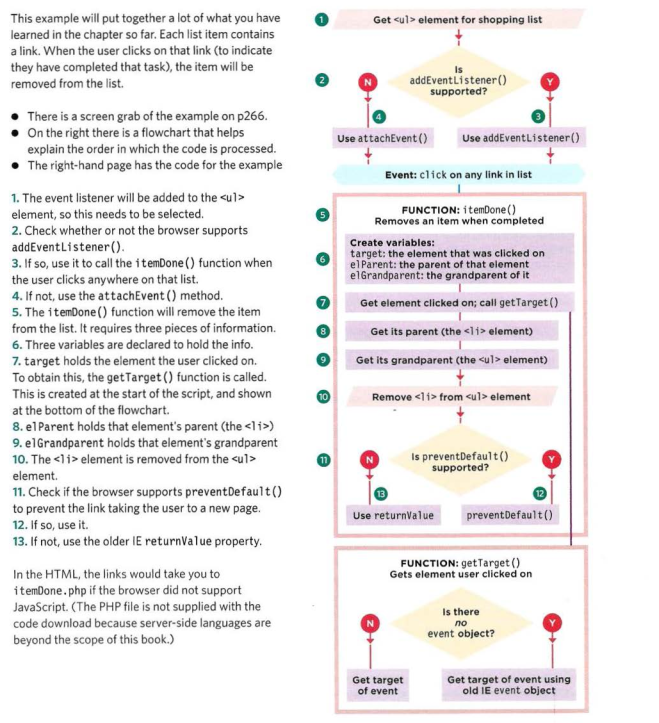 This example will put together a lot of what you have
learned in the chapter so far. Each list item contains
a link. When the user clicks on that link (to indicate
they have completed that task), the item will be
removed from the list.
● There is a screen grab of the example on p266.
● On the right there is a flowchart that helps
explain the order in which the code is processed.
● The right-hand page has the code for the example
1. The event listener will be added to the <ul>
element, so this needs to be selected.
2. Check whether or not the browser supports
addEventListener().
3. If so, use it to call the itemDone() function when
the user clicks anywhere on that list.
4. If not, use the attachEvent() method.
5. The itemDone() function will remove the item
from the list. It requires three pieces of information.
6. Three variables are declared to hold the info.
7. target holds the element the user clicked on.
To obtain this, the getTarget() function is called.
This is created at the start of the script, and shown
at the bottom of the flowchart.
8. elParent holds that element's parent (the <li>)
9. elGrandparent holds that element's grandparent
10. The <li> element is removed from the <ul>
element.
11. Check if the browser supports preventDefault()
to prevent the link taking the user to a new page.
12. If so, use it.
13. If not, use the older IE returnValue property.
In the HTML, the links would take you to
itemDone.php if the browser did not support
JavaScript. (The PHP file is not supplied with the
code download because server-side languages are
beyond the scope of this book.)
1 Get <ul> element for shopping list
2 N Is Y
addEventListener()
supported?
4 3
Use attachEvent() Use addEventListener()
Event: click on any link in list
5 FUNCTION: itemDone()
Removes an item when completed
6 Create variables:
target: the element that was clicked on
elParent: the parent of that element
elGrandparent: the grandparent of it
7 Get element clicked on; call getTarget()
8 Get its parent (the <li> element)
9 Get its grandparent (the <ul> element)
10 Remove <li> from <ul> element
11 N Is preventDefault() Y
supported?
13 12
Use returnValue preventDefault()
FUNCTION: getTarget()
Gets element user clicked on
Is there
N no Y
event object?
Get target Get target of event using
of event old IE event object